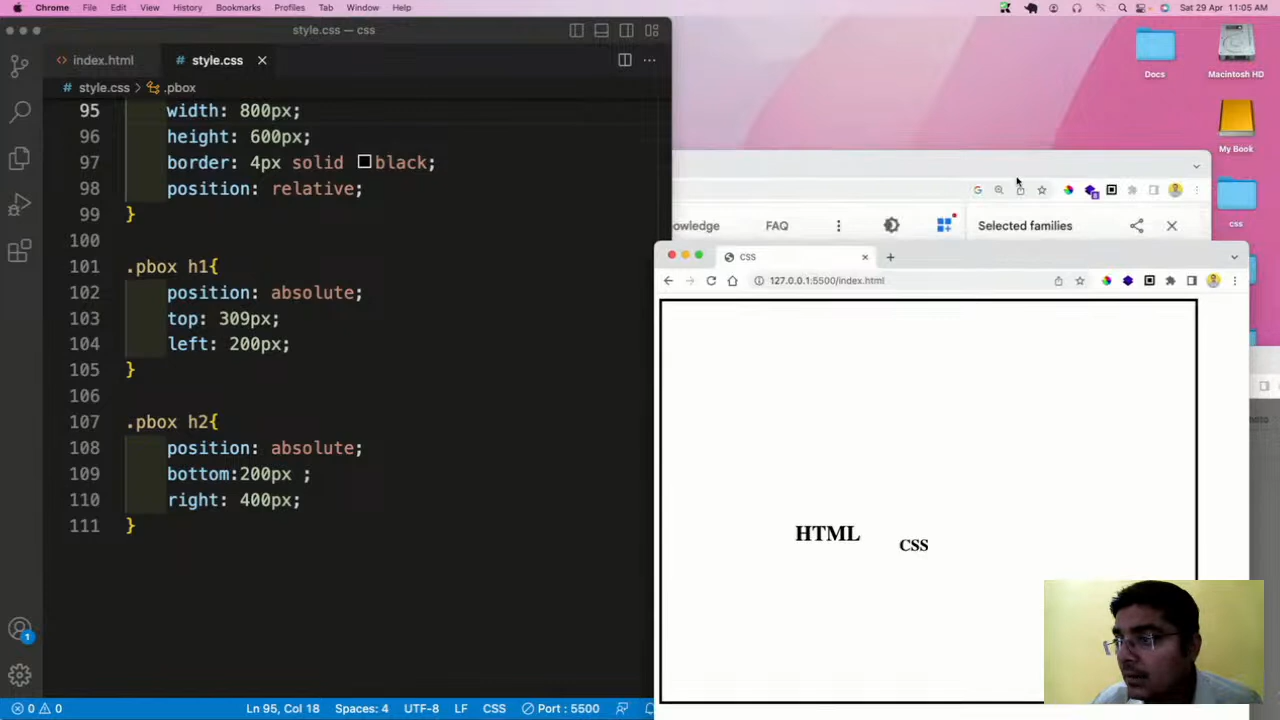 Chrome File Edit View History Bookmarks Profiles Tab Window Help Sat 29 Apr 11:05 AM
style.css — css
index.html # style.css
# style.css > .pbox
95 width: 800px;
96 height: 600px;
97 border: 4px solid black;
98 position: relative;
99 }
100
101 .pbox h1{
102 position: absolute;
103 top: 309px;
104 left: 200px;
105 }
106
107 .pbox h2{
108 position: absolute;
109 bottom:200px ;
110 right: 400px;
111 }
1
0 0 Ln 95, Col 18 Spaces: 4 UTF-8 LF CSS Port : 5500
Docs
Macintosh HD
My Book
css
owledge FAQ Selected families
CSS
127.0.0.1:5500/index.html
HTML
CSS